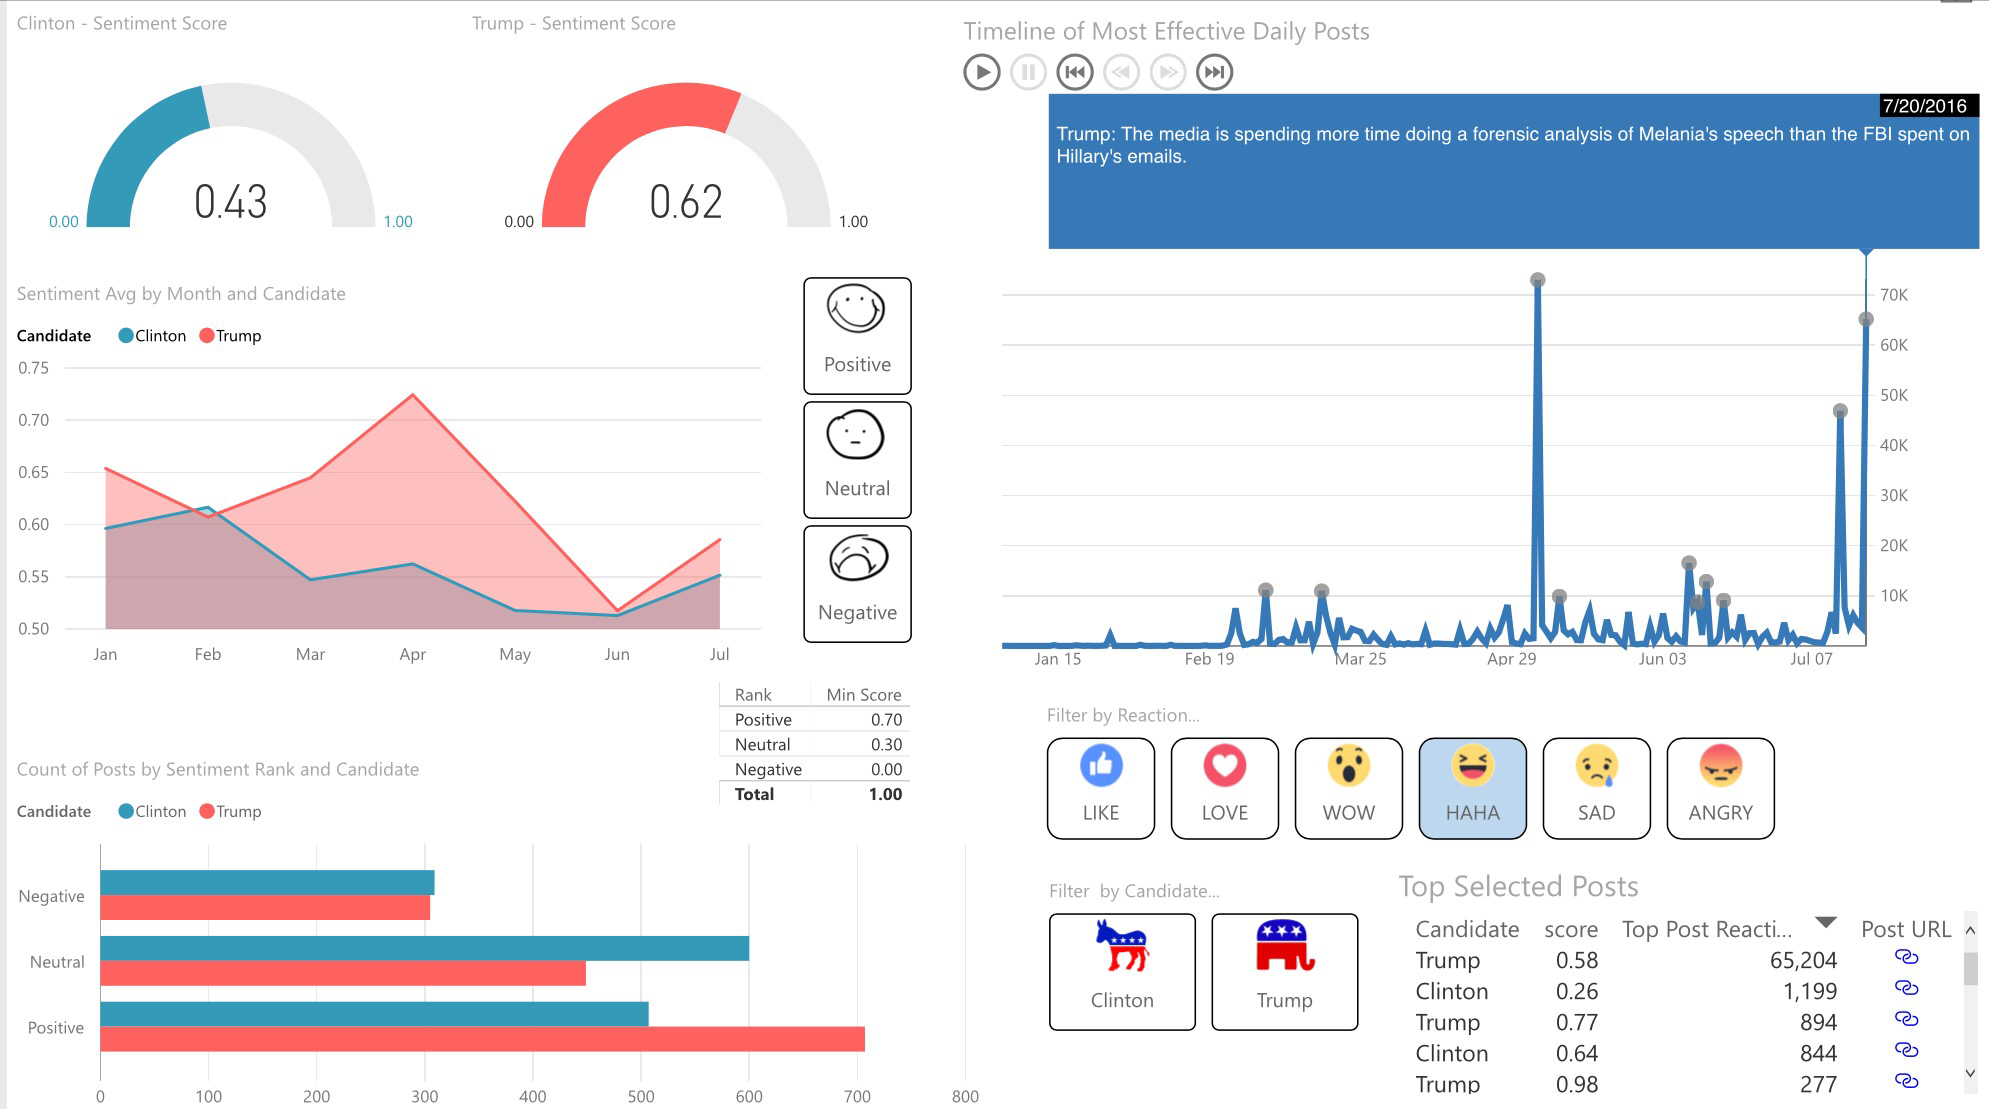 Clinton - Sentiment Score
0.43
0.00
1.00
Trump - Sentiment Score
0.62
0.00
1.00
Timeline of Most Effective Daily Posts
7/20/2016
Trump: The media is spending more time doing a forensic analysis of Melania's speech than the FBI spent on
Hillary's emails.
70K
60K
50K
40K
30K
20K
10K
Jan 15
Feb 19
Mar 25
Apr 29
Jun 03
Jul 07
Sentiment Avg by Month and Candidate
Candidate Clinton Trump
0.75
0.70
0.65
0.60
0.55
0.50
Jan
Feb
Mar
Apr
May
Jun
Jul
Positive
Neutral
Negative
Rank Min Score
Positive 0.70
Neutral 0.30
Negative 0.00
Total 1.00
Count of Posts by Sentiment Rank and Candidate
Candidate Clinton Trump
Negative
Neutral
Positive
0
100
200
300
400
500
600
700
800
Filter by Reaction...
LIKE
LOVE
WOW
HAHA
SAD
ANGRY
Filter by Candidate...
Clinton
Trump
Top Selected Posts
Candidate score Top Post Reacti... Post URL
Trump 0.58 65,204
Clinton 0.26 1,199
Trump 0.77 894
Clinton 0.64 844
Trump 0.98 277